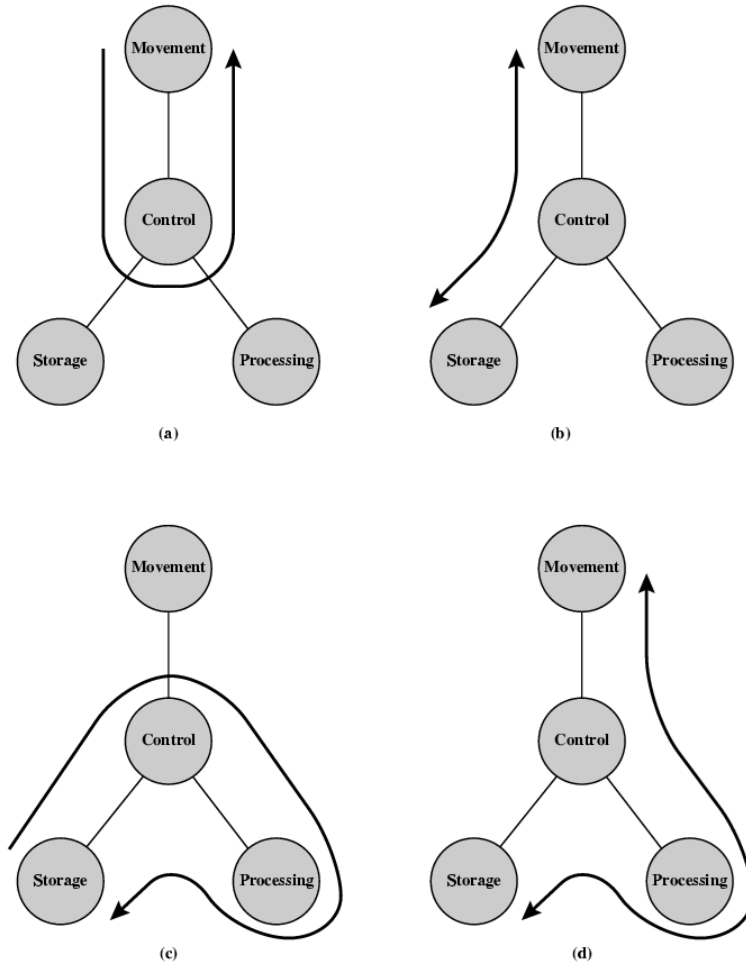 Movement
Movement
Control
Control
Storage
Processing
Storage
Processing
(a)
(b)
Movement
Movement
Control
Control
Storage
Processing
Storage
Processing
(c)
(d)